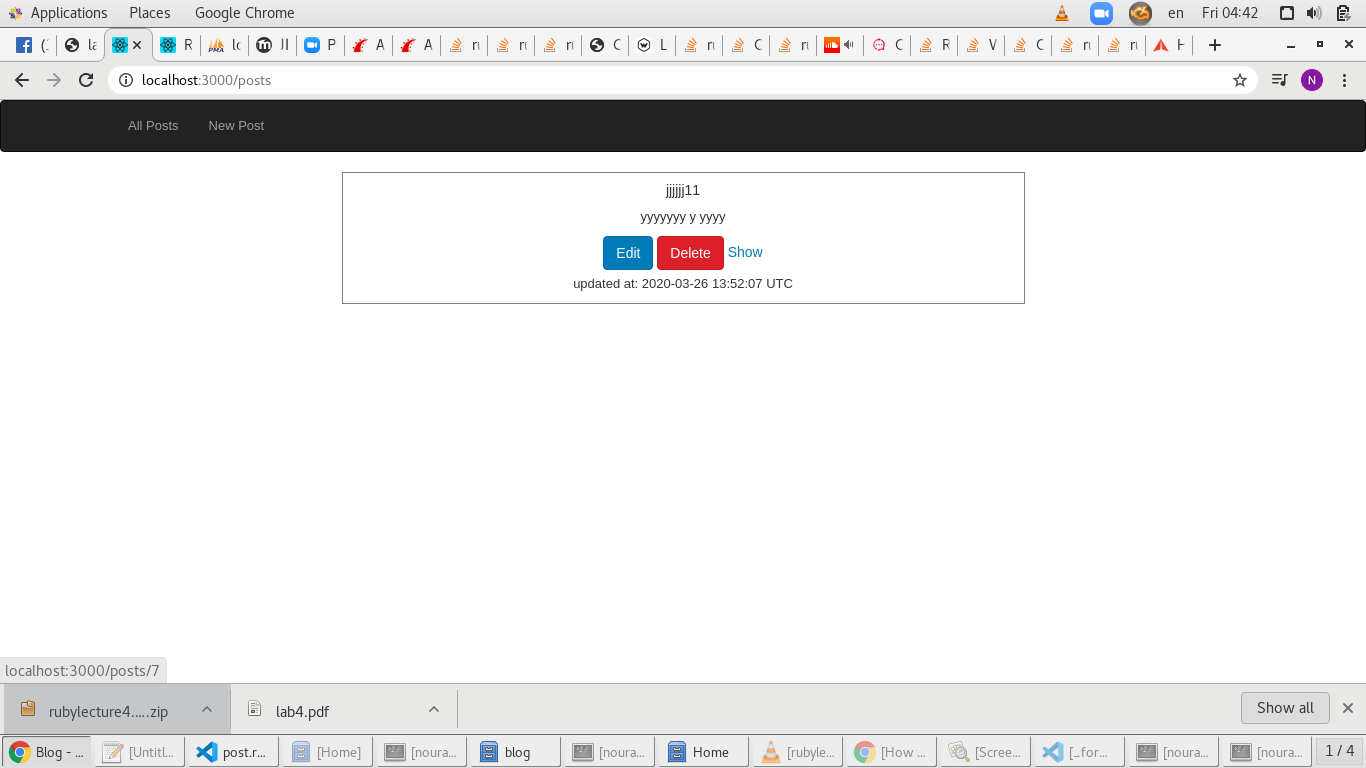 Applications Places Google Chrome en Fri 04:42
localhost:3000/posts
N
All Posts New Post
jjjjjj11
yyyyyyy y yyyy
Edit Delete Show
updated at: 2020-03-26 13:52:07 UTC
localhost:3000/posts/7
rubylecture4.....zip lab4.pdf Show all
Blog - ... [Untitl... post.r... [Home] [noura... blog [noura... Home [rubyle... [How ... [Scree... [_for... [noura... [noura... 1 / 4